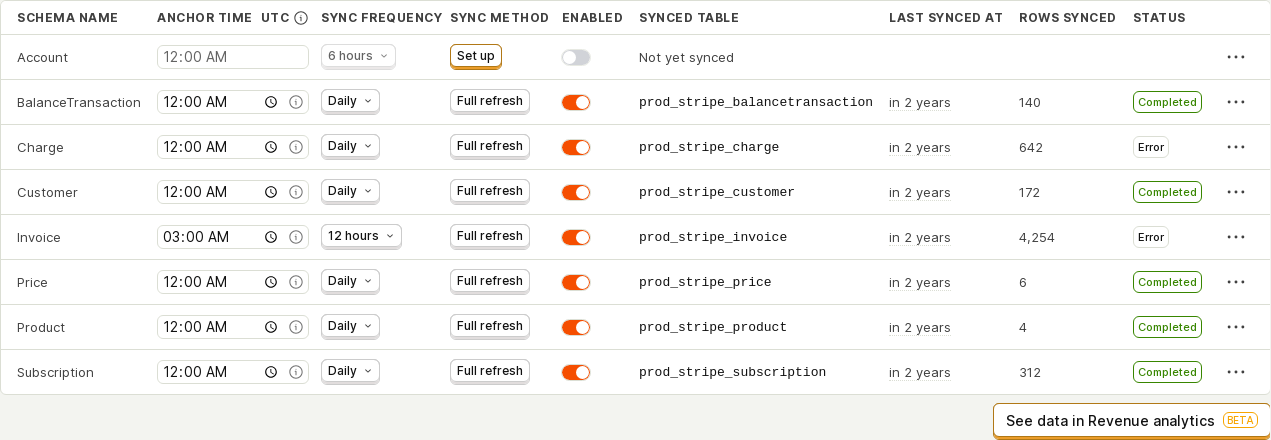 SCHEMA NAME ANCHOR TIME UTC SYNC FREQUENCY SYNC METHOD ENABLED SYNCED TABLE LAST SYNCED AT ROWS SYNCED STATUS
Account 12:00 AM 6 hours Set up Not yet synced
BalanceTransaction 12:00 AM Daily Full refresh prod_stripe_balancetransaction in 2 years 140 Completed
Charge 12:00 AM Daily Full refresh prod_stripe_charge in 2 years 642 Error
Customer 12:00 AM Daily Full refresh prod_stripe_customer in 2 years 172 Completed
Invoice 03:00 AM 12 hours Full refresh prod_stripe_invoice in 2 years 4,254 Error
Price 12:00 AM Daily Full refresh prod_stripe_price in 2 years 6 Completed
Product 12:00 AM Daily Full refresh prod_stripe_product in 2 years 4 Completed
Subscription 12:00 AM Daily Full refresh prod_stripe_subscription in 2 years 312 Completed
See data in Revenue analytics BETA